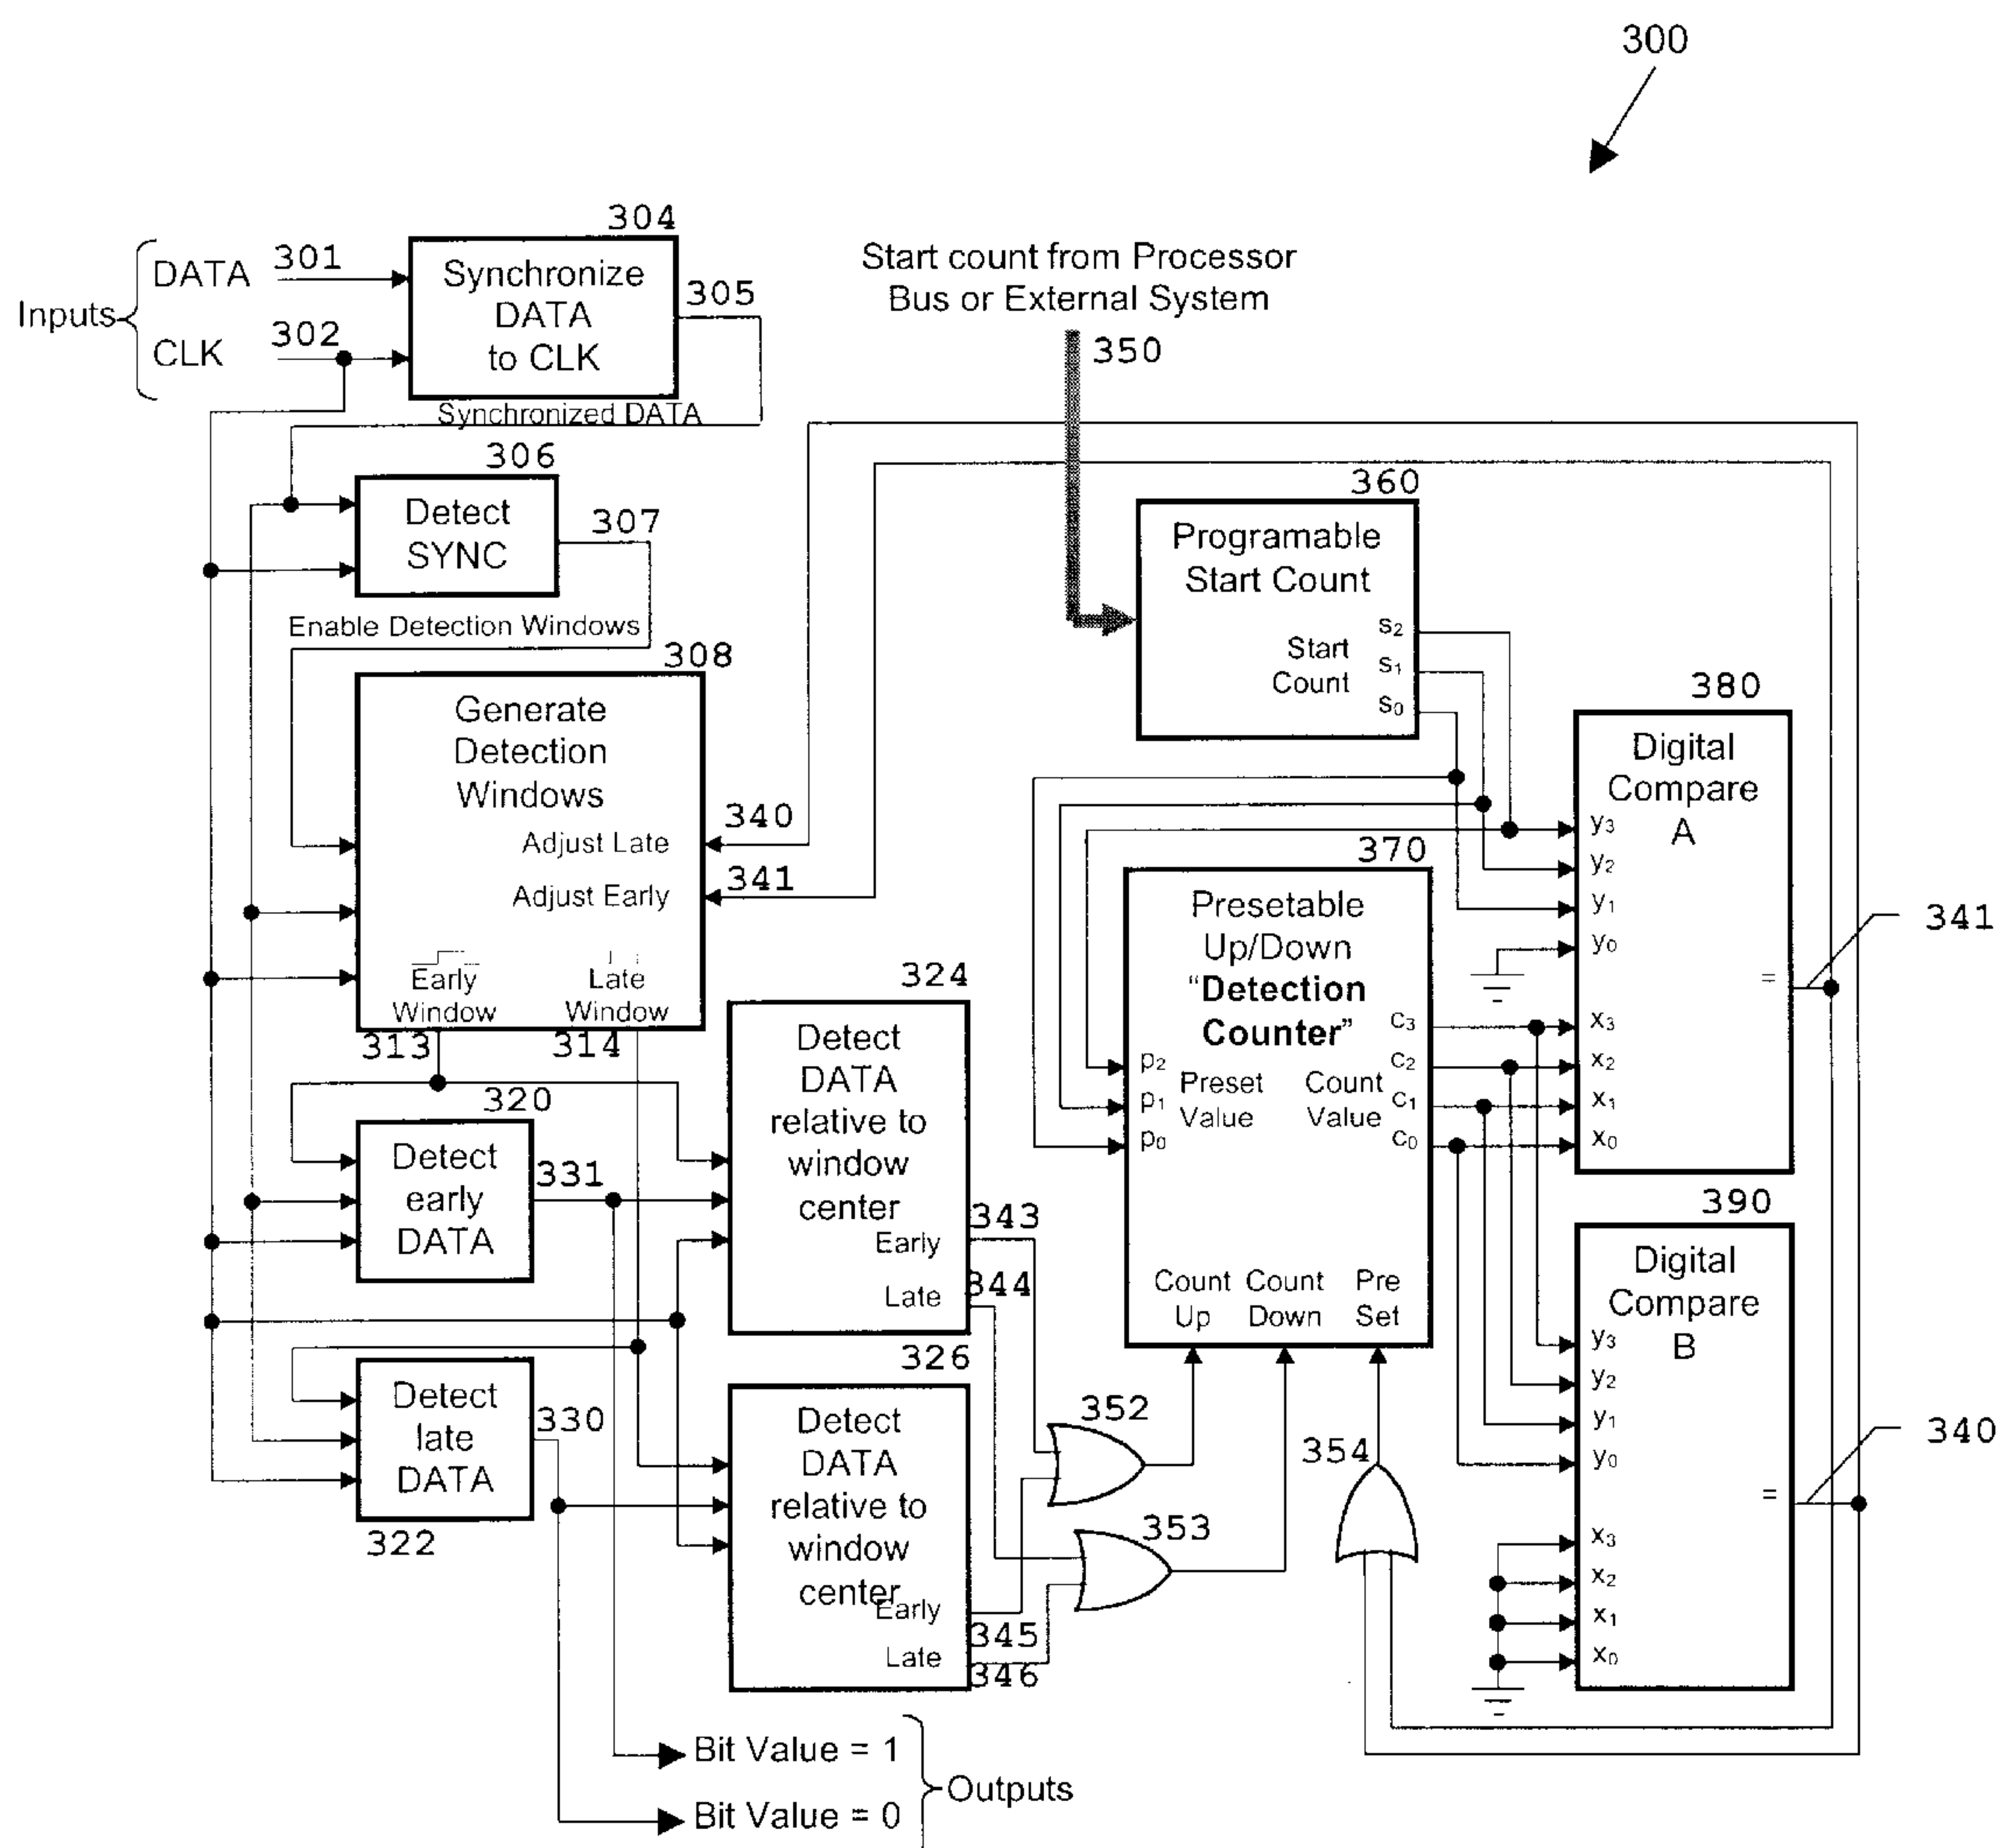 300
Inputs
DATA
301
CLK
302
304
Synchronize
DATA
to CLK
305
Synchronized DATA
Start count from Processor
Bus or External System
350
306
Detect
SYNC
307
Enable Detection Windows
308
Generate
Detection
Windows
Adjust Late
340
Adjust Early
341
Early
Window
Late
Window
313
314
360
Programable
Start Count
Start
Count
s2
s1
s0
380
Digital
Compare
A
y3
y2
y1
y0
=
341
x3
x2
x1
x0
370
Presetable
Up/Down
“Detection
Counter”
p2
p1
p0
Preset
Value
Count
Value
c3
c2
c1
c0
Count
Up
Count
Down
Pre
Set
320
Detect
early
DATA
331
324
Detect
DATA
relative to
window
center
Early
343
Late
344
390
Digital
Compare
B
y3
y2
y1
y0
=
340
x3
x2
x1
x0
Detect
late
DATA
330
322
326
Detect
DATA
relative to
window
center
Early
345
Late
346
352
353
354
Bit Value = 1
Bit Value = 0
Outputs